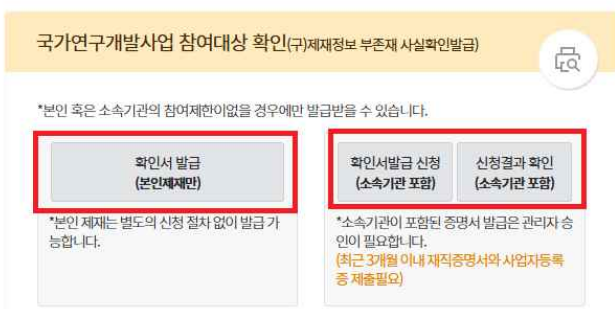 국가연구개발사업 참여대상 확인(구)제재정보 부존재 사실확인발급)
*본인 혹은 소속기관의 참여제한이없을 경우에만 발급받을 수 있습니다.
확인서 발급
(본인제재만)
*본인 제재는 별도의 신청 절차 없이 발급 가
능합니다.
확인서발급 신청
(소속기관 포함)
신청결과 확인
(소속기관 포함)
*소속기관이 포함된 증명서 발급은 관리자 승
인이 필요합니다.
(최근 3개월 이내 재직증명서와 사업자등록
증 제출필요)